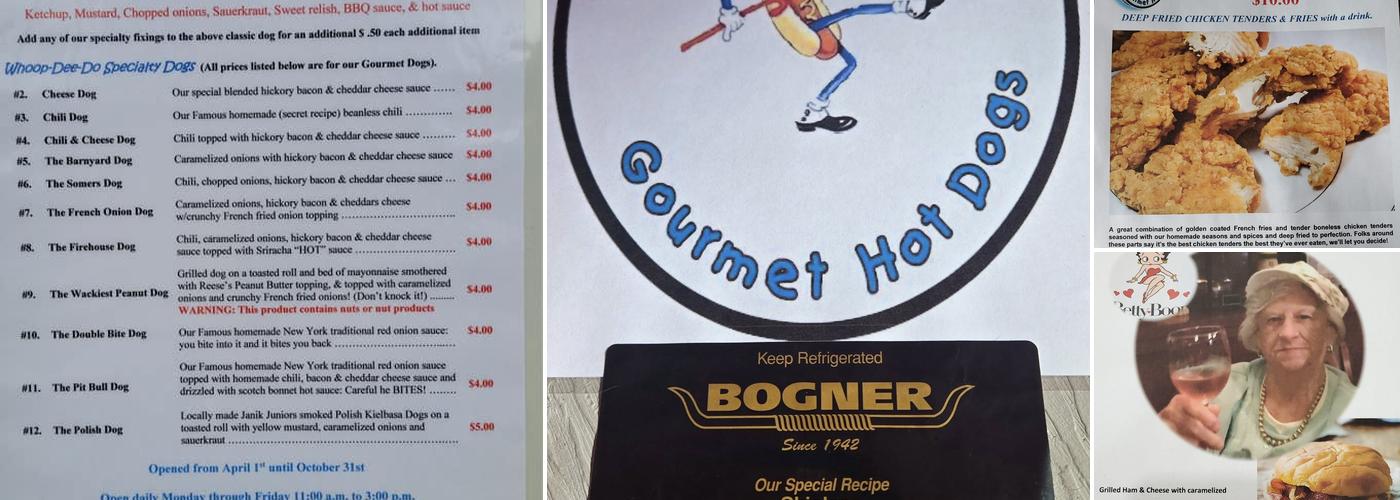 Ketchup, Mustard, Chopped onions, Sauerkraut, Sweet relish, BBQ sauce, & hot sauce
Add any of our specialty fixings to the above classic dog for an additional $ .50 each additional item
Whoop-Dee-Do Specialty Dogs (All prices listed below are for our Gourmet Dogs).
#2. Cheese Dog Our special blended hickory bacon & cheddar cheese sauce ...... $4.00
#3. Chili Dog Our Famous homemade (secret recipe) beanless chili ............. $4.00
#4. Chili & Cheese Dog Chili topped with hickory bacon & cheddar cheese sauce ......... $4.00
#5. The Barnyard Dog Caramelized onions with hickory bacon & cheddar cheese sauce $4.00
#6. The Somers Dog Chili, chopped onions, hickory bacon & cheddar cheese sauce ... $4.00
#7. The French Onion Dog Caramelized onions, hickory bacon & cheddars cheese
w/crunchy French fried onion topping ............................. $4.00
#8. The Firehouse Dog Chili, caramelized onions, hickory bacon & cheddar cheese
sauce topped with Sriracha “HOT” sauce .......................... $4.00
#9. The Wackiest Peanut Dog Grilled dog on a toasted roll and bed of mayonnaise smothered
with Reese’s Peanut Butter topping, & topped with caramelized
onions and crunchy French fried onions! (Don’t knock it!) ........ $4.00
WARNING: This product contains nuts or nut products
#10. The Double Bite Dog Our Famous homemade New York traditional red onion sauce:
you bite into it and it bites you back .............................. $4.00
#11. The Pit Bull Dog Our Famous homemade New York traditional red onion sauce
topped with homemade chili, bacon & cheddar cheese sauce and
drizzled with scotch bonnet hot sauce: Careful he BITES! ........ $4.00
#12. The Polish Dog Locally made Janik Juniors smoked Polish Kielbasa Dogs on a
toasted roll with yellow mustard, caramelized onions and
sauerkraut ............................................................ $5.00
Opened from April 1st until October 31st
Open daily Monday through Friday 11:00 a.m. to 3:00 p.m.
Gourmet Hot Dogs
Keep Refrigerated
BOGNER
Since 1942
Our Special Recipe
$10.00
DEEP FRIED CHICKEN TENDERS & FRIES with a drink.
A great combination of golden coated French fries and tender boneless chicken tenders
seasoned with our homemade seasons and spices and deep fried to perfection. Folks around
these parts say it's the best chicken tenders the best they've ever eaten, we'll let you decide!
Betty-Boop
Grilled Ham & Cheese with caramelized